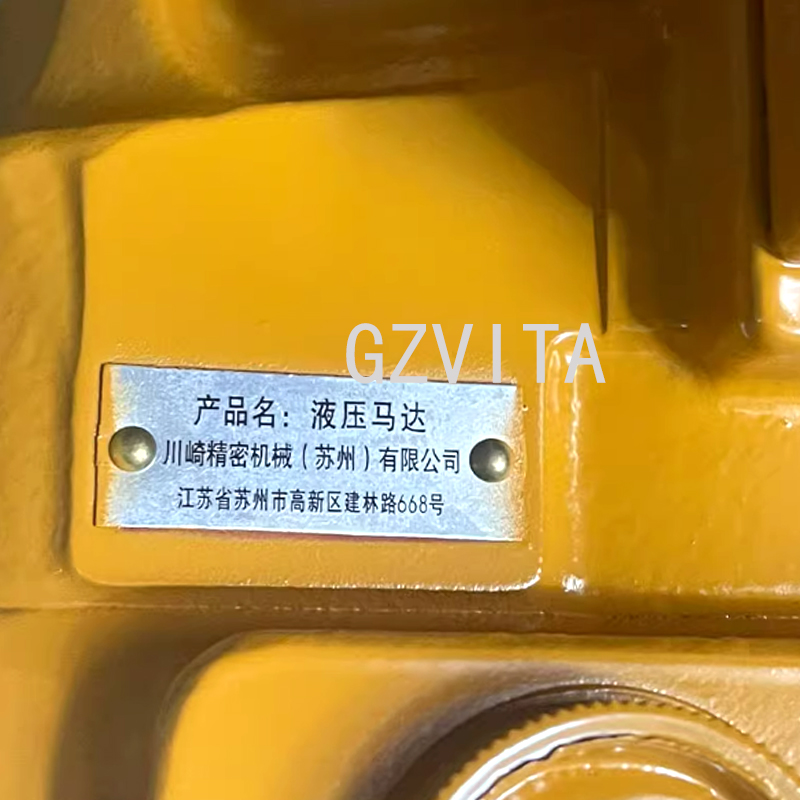 GZVITA
产品名：液压马达
川崎精密机械（苏州）有限公司
江苏省苏州市高新区建林路668号